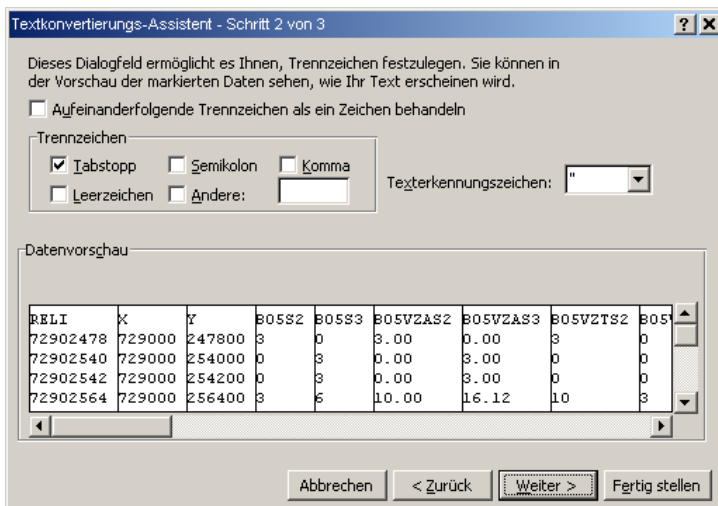 Textkonvertierungs-Assistent - Schritt 2 von 3
Dieses Dialogfeld ermöglicht es Ihnen, Trennzeichen festzulegen. Sie können in
der Vorschau der markierten Daten sehen, wie Ihr Text erscheinen wird.
Aufeinanderfolgende Trennzeichen als ein Zeichen behandeln
Trennzeichen
Tabstopp Semikolon Komma
Leerzeichen Andere:
Texterkennungszeichen: "
Datenvorschau
RELI X Y B05S2 B05S3 B05VZAS2 B05VZAS3 B05VZTS2
72902478 729000 247800 3 0 3.00 0.00 3 0
72902540 729000 254000 0 3 0.00 3.00 0 0
72902542 729000 254200 0 3 0.00 3.00 0 0
72902564 729000 256400 3 6 10.00 16.12 10 3
Abbrechen < Zurück Weiter > Fertig stellen